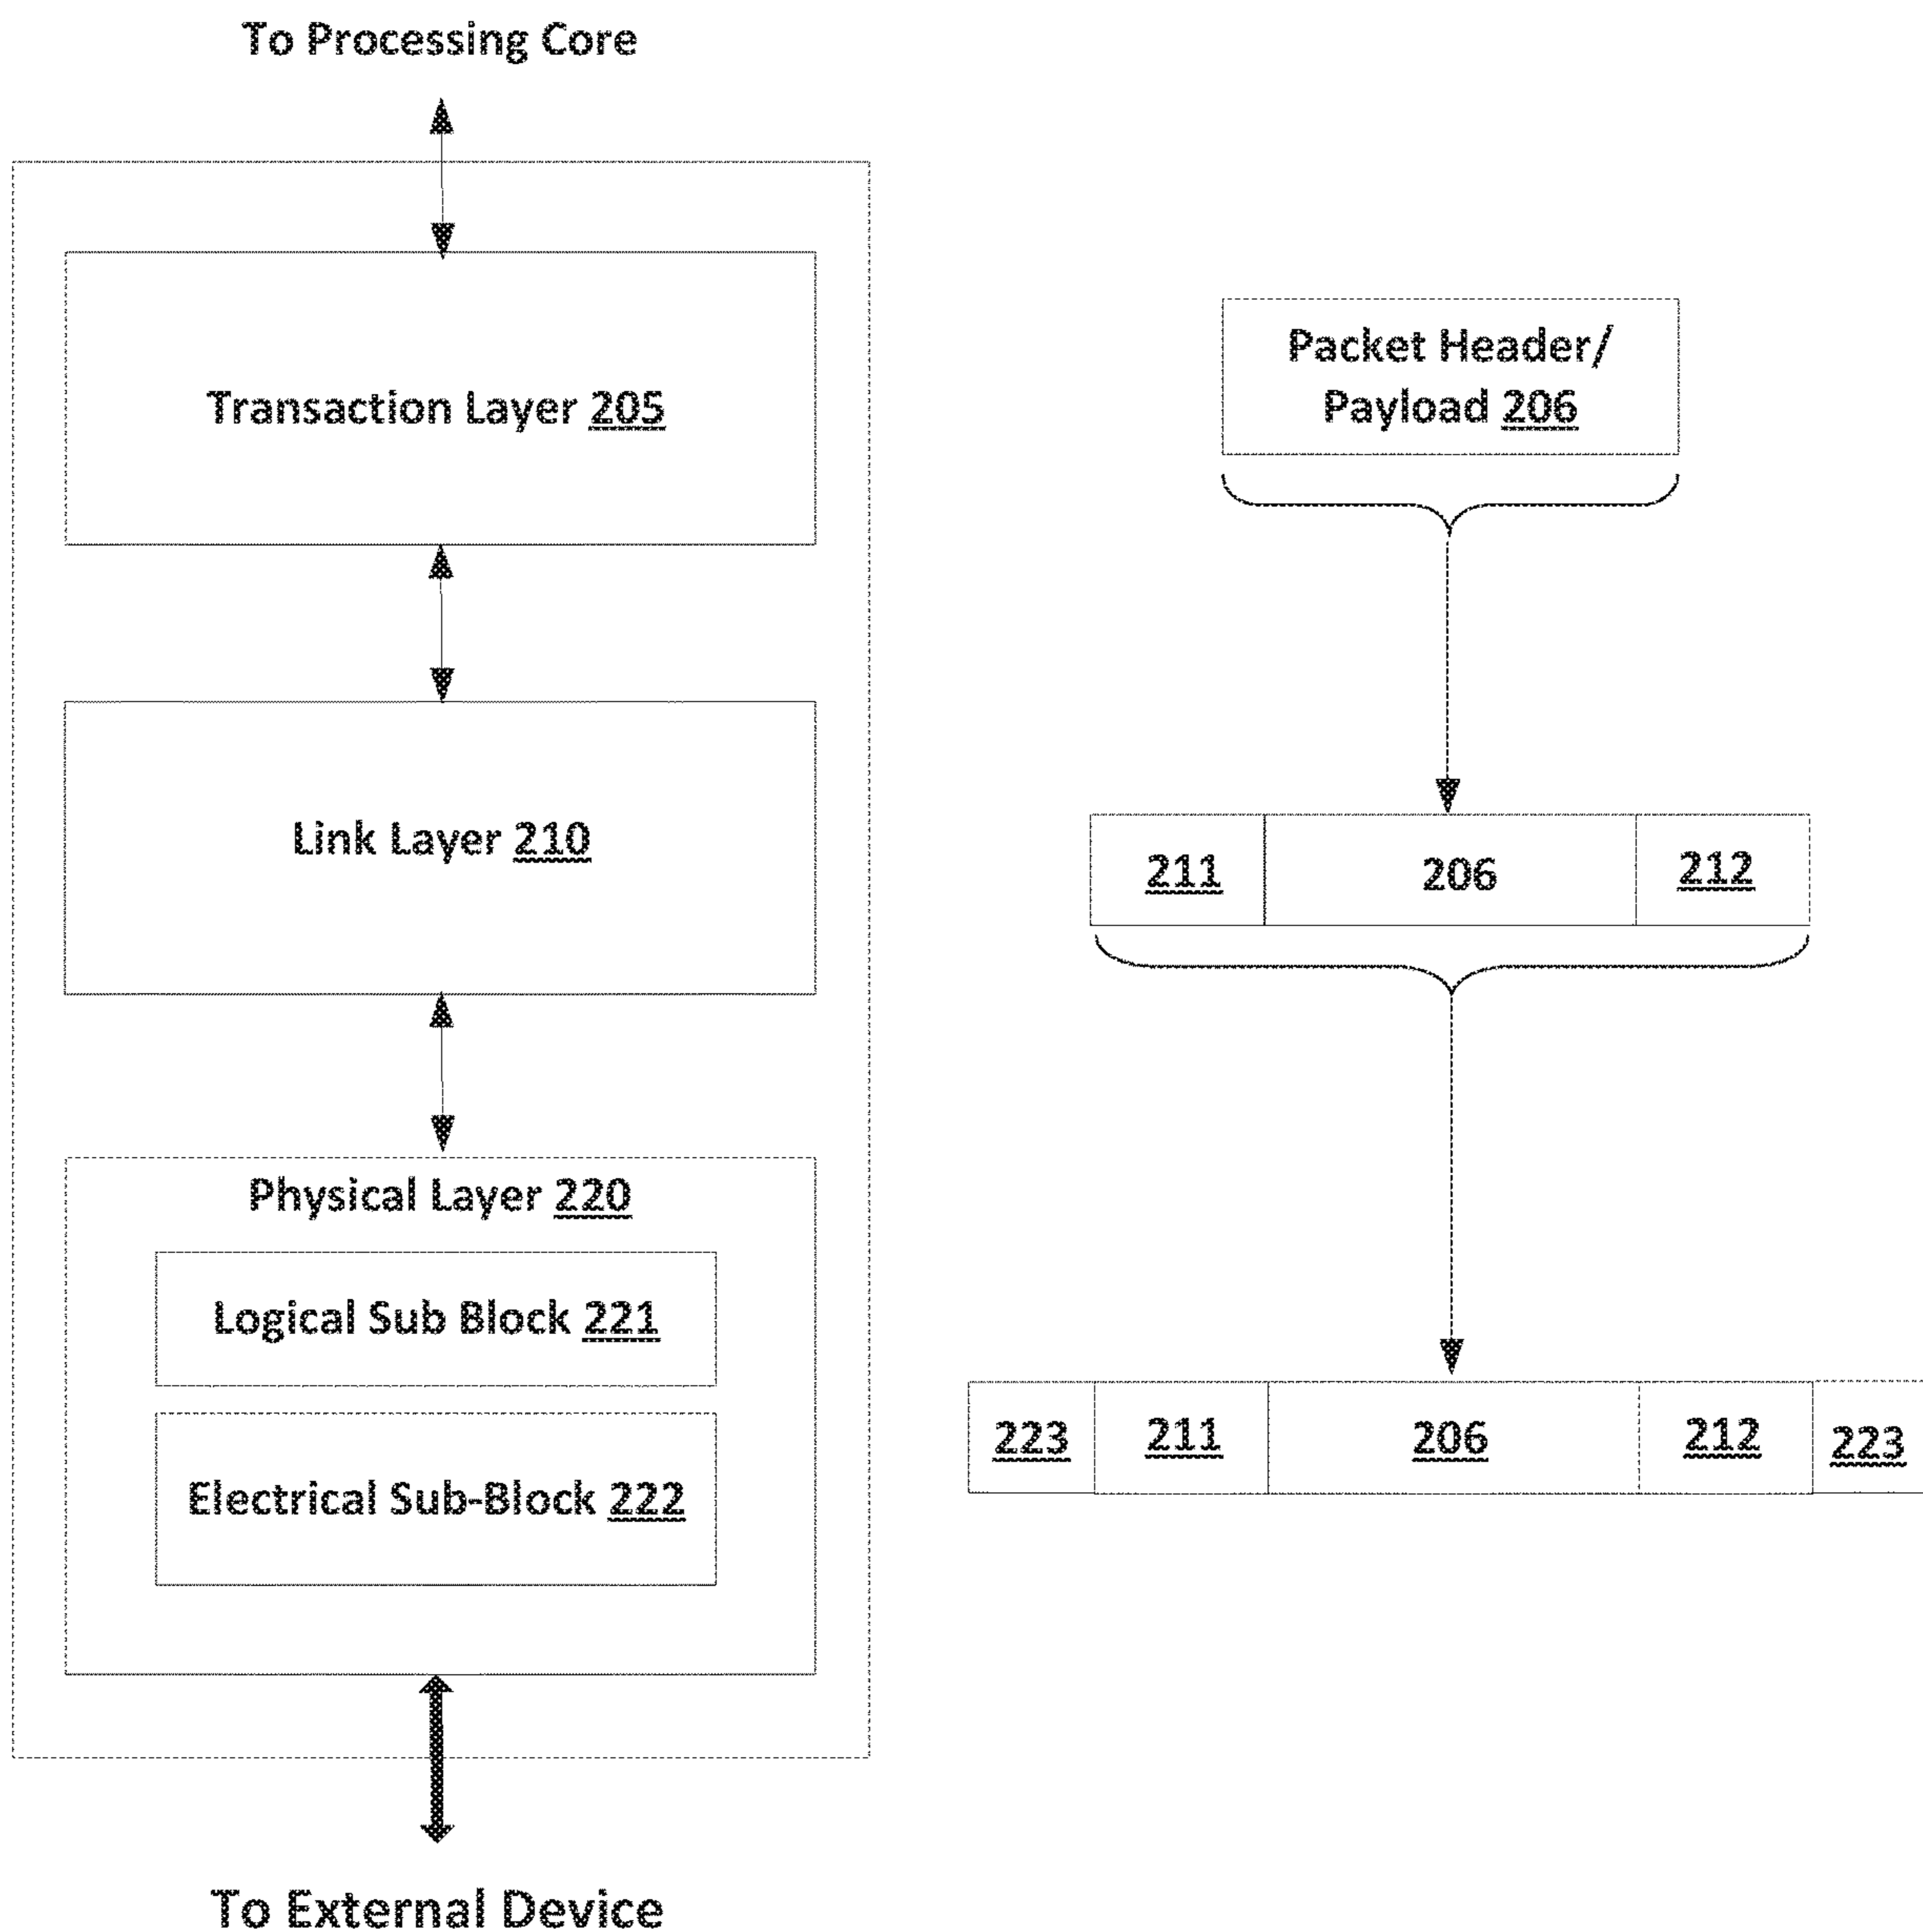 To Processing Core
Transaction Layer 205
Packet Header/
Payload 206
Link Layer 210
211 206 212
Physical Layer 220
Logical Sub Block 221
Electrical Sub-Block 222
223 211 206 212 223
To External Device